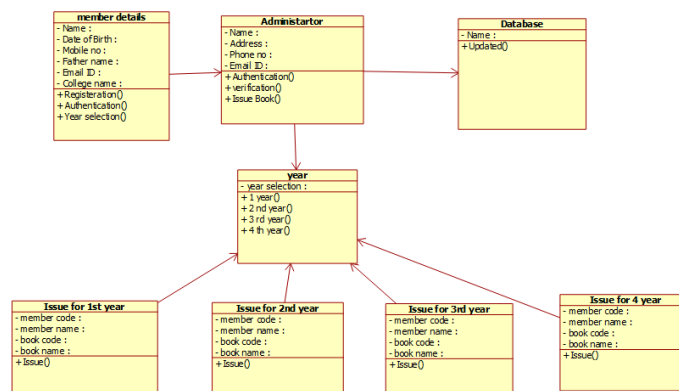 member details
- Name :
- Date of Birth :
- Mobile no :
- Father name :
- Email ID :
- College name :
+ Registeration()
+ Authentication()
+ Year selection()
Administartor
- Name :
- Address :
- Phone no :
- Email ID :
+ Authentication()
+ verification()
+ Issue Book()
Database
- Name :
+ Updated()
year
- year selection :
+ 1 year()
+ 2 nd year()
+ 3 rd year()
+ 4 th year()
Issue for 1st year
- member code :
- member name :
- book code :
- book name :
+ Issue()
Issue for 2nd year
- member code :
- member name :
- book code :
- book name :
+ Issue()
Issue for 3rd year
- member code :
- member name :
- book code :
- book name :
+ Issue()
Issue for 4 year
- member code :
- member name :
- book code :
- book name :
+ Issue()